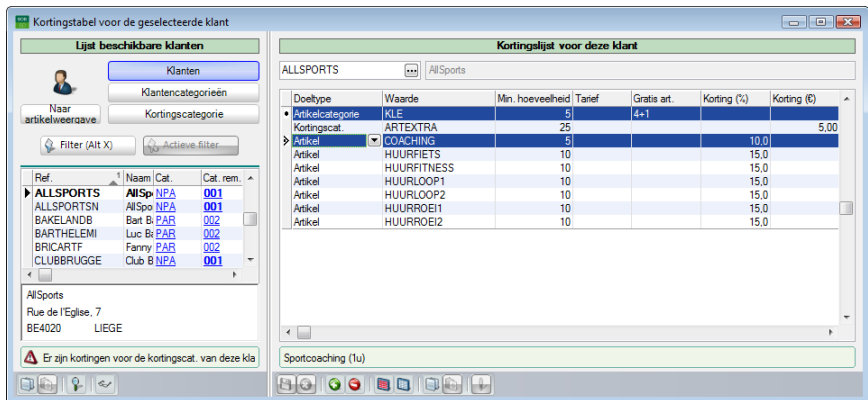 Kortingstabel voor de geselecteerde klant
Lijst beschikbare klanten
Klanten
Klantencategorieën
Naar artikelweergave
Kortingscategorie
Filter (Alt X)
Actieve filter
Ref. 1 Naam Cat. Cat. rem.
ALLSPORTS AllSp NPA 001
ALLSPORTSN AllSpo NPA 001
BAKELANDB Bart B PAR 002
BARTHELEMI Luc B PAR 002
BRICARTF Fanny PAR 002
CLUBBRUGGE Club B NPA 001
AllSports
Rue de l'Eglise, 7
BE4020 LIEGE
Er zijn kortingen voor de kortingscat. van deze kla
Kortingslijst voor deze klant
ALLSPORTS ... AllSports
Doeltype Waarde Min. hoeveelheid Tarief Gratis art. Korting (%) Korting (€)
Artikelcategorie KLE 5 4+1
Kortingscat. ARTEXTRA 25 5,00
Artikel COACHING 5 10,0
Artikel HUURFIETS 10 15,0
Artikel HUURFITNESS 10 15,0
Artikel HUURLOOP1 10 15,0
Artikel HUURLOOP2 10 15,0
Artikel HUURROEI1 10 15,0
Artikel HUURROEI2 10 15,0
Sportcoaching (1u)